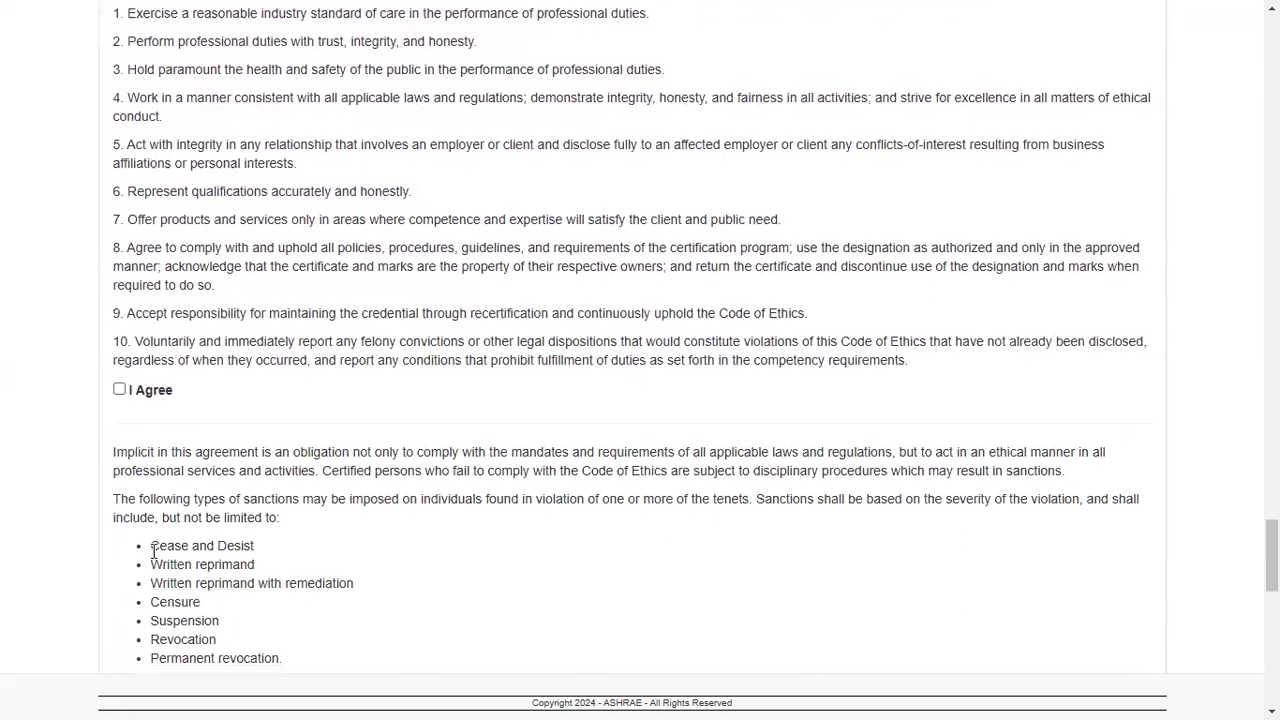 1. Exercise a reasonable industry standard of care in the performance of professional duties.
2. Perform professional duties with trust, integrity, and honesty.
3. Hold paramount the health and safety of the public in the performance of professional duties.
4. Work in a manner consistent with all applicable laws and regulations; demonstrate integrity, honesty, and fairness in all activities; and strive for excellence in all matters of ethical
conduct.
5. Act with integrity in any relationship that involves an employer or client and disclose fully to an affected employer or client any conflicts-of-interest resulting from business
affiliations or personal interests.
6. Represent qualifications accurately and honestly.
7. Offer products and services only in areas where competence and expertise will satisfy the client and public need.
8. Agree to comply with and uphold all policies, procedures, guidelines, and requirements of the certification program; use the designation as authorized and only in the approved
manner; acknowledge that the certificate and marks are the property of their respective owners; and return the certificate and discontinue use of the designation and marks when
required to do so.
9. Accept responsibility for maintaining the credential through recertification and continuously uphold the Code of Ethics.
10. Voluntarily and immediately report any felony convictions or other legal dispositions that would constitute violations of this Code of Ethics that have not already been disclosed,
regardless of when they occurred, and report any conditions that prohibit fulfillment of duties as set forth in the competency requirements.
I Agree
Implicit in this agreement is an obligation not only to comply with the mandates and requirements of all applicable laws and regulations, but to act in an ethical manner in all
professional services and activities. Certified persons who fail to comply with the Code of Ethics are subject to disciplinary procedures which may result in sanctions.
The following types of sanctions may be imposed on individuals found in violation of one or more of the tenets. Sanctions shall be based on the severity of the violation, and shall
include, but not be limited to:
• Cease and Desist
• Written reprimand
• Written reprimand with remediation
• Censure
• Suspension
• Revocation
• Permanent revocation.
Copyright 2024 - ASHRAE - All Rights Reserved